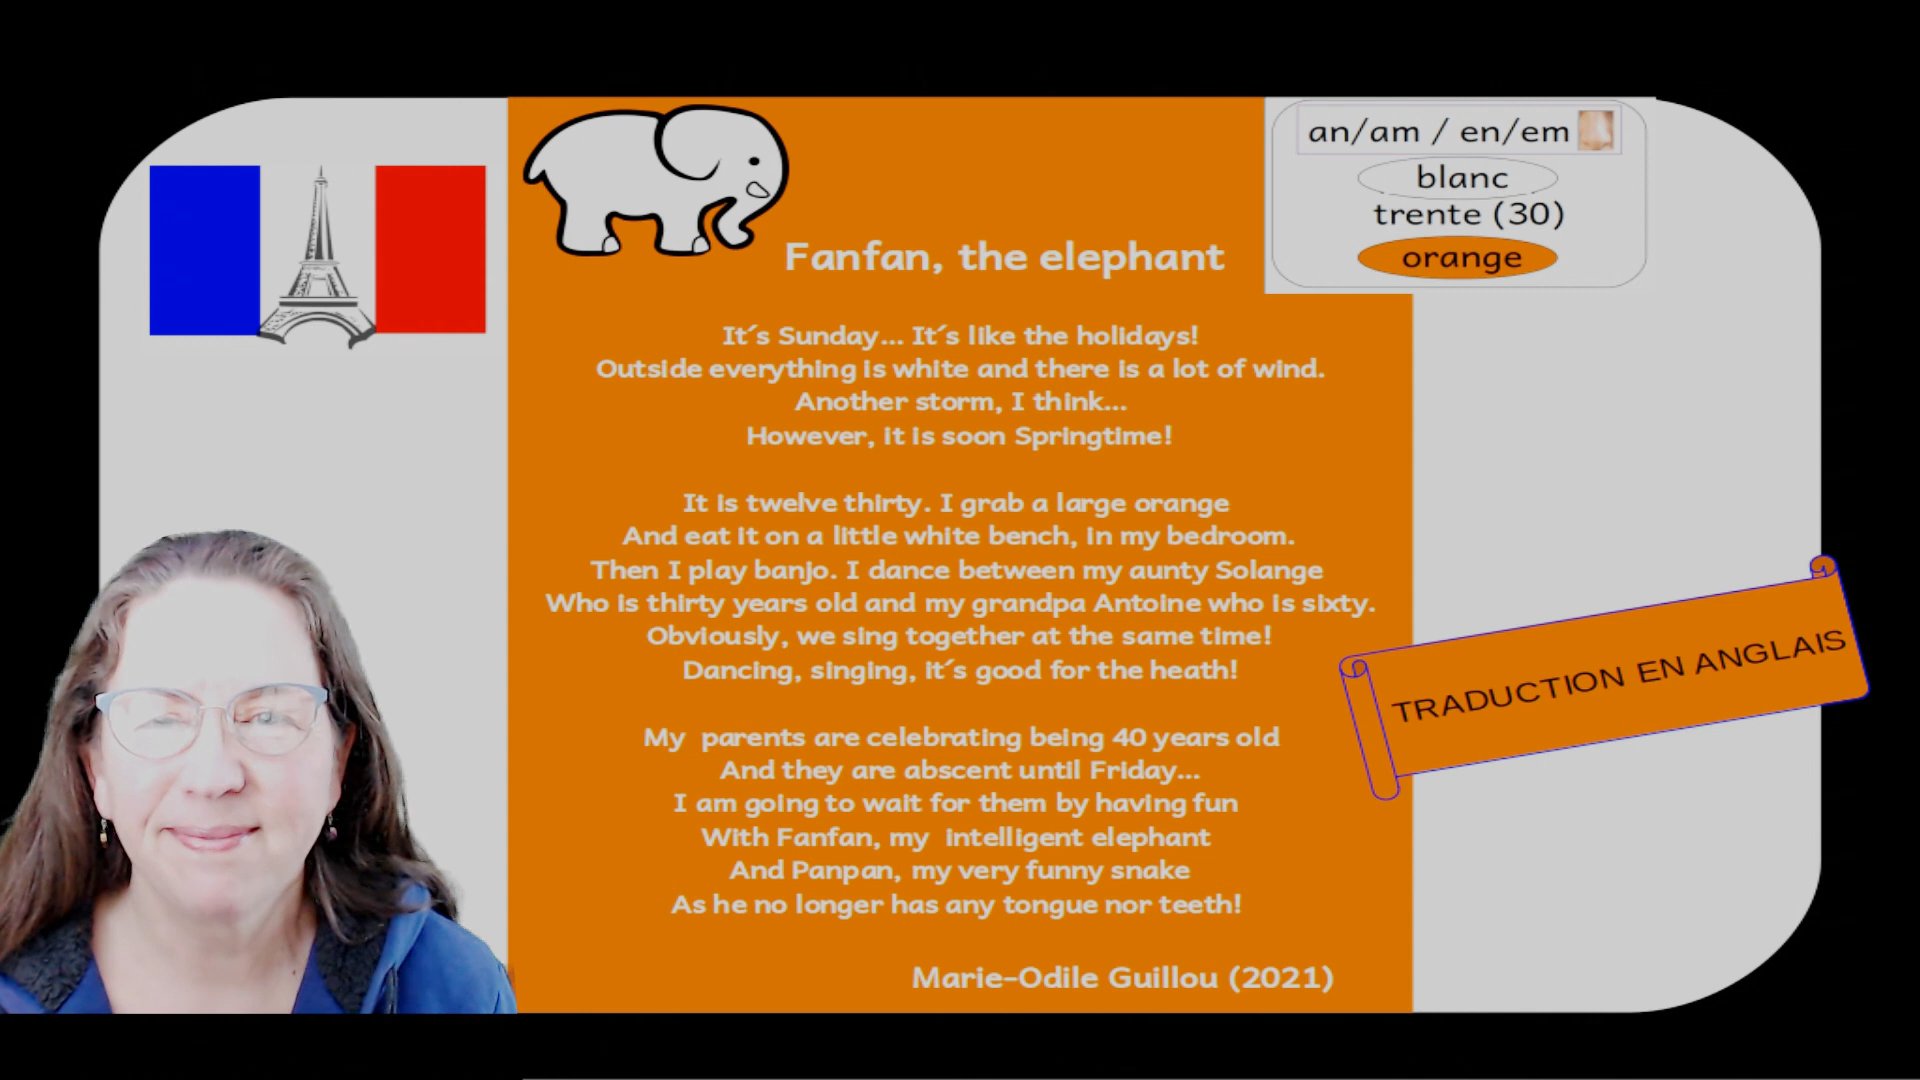 an/am / en/em
blanc
trente (30)
orange
Fanfan, the elephant
It´s Sunday... It´s like the holidays!
Outside everything is white and there is a lot of wind.
Another storm, I think...
However, it is soon Springtime!
It is twelve thirty. I grab a large orange
And eat it on a little white bench, in my bedroom.
Then I play banjo. I dance between my aunty Solange
Who is thirty years old and my grandpa Antoine who is sixty.
Obviously, we sing together at the same time!
Dancing, singing, it´s good for the heath!
My parents are celebrating being 40 years old
And they are abscent until Friday...
I am going to wait for them by having fun
With Fanfan, my intelligent elephant
And Panpan, my very funny snake
As he no longer has any tongue nor teeth!
Marie-Odile Guillou (2021)
TRADUCTION EN ANGLAIS